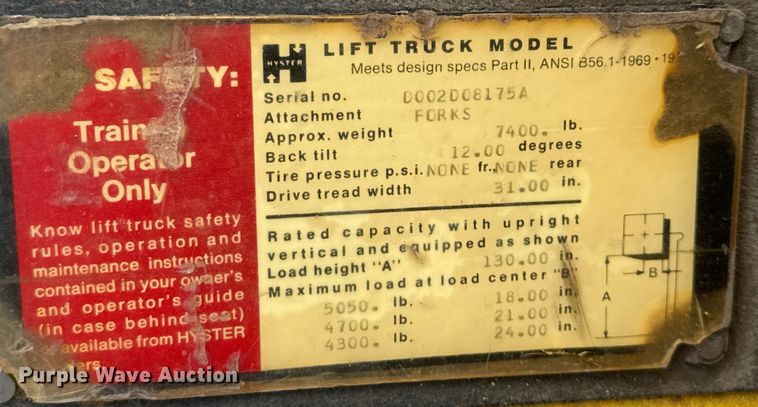 SAFETY:
Trained
Operator
Only
Know lift truck safety
rules, operation and
maintenance instructions
contained in your owner's
and operator's guide
(in case behind seat)
available from HYSTER
HYSTER
LIFT TRUCK MODEL
Meets design specs Part II, ANSI B56.1-1969
Serial no. D002D08175A
Attachment FORKS
Approx. weight 7400. lb.
Back tilt 12.00 degrees
Tire pressure p.s.i. NONE fr., NONE rear
Drive tread width 31.00 in.
Rated capacity with upright
vertical and equipped as shown
Load height "A" 130.00 in.
Maximum load at load center "B"
5050. lb. 18.00 in.
4700. lb. 21.00 in.
4300. lb. 24.00 in.
B
A
Purple Wave Auction